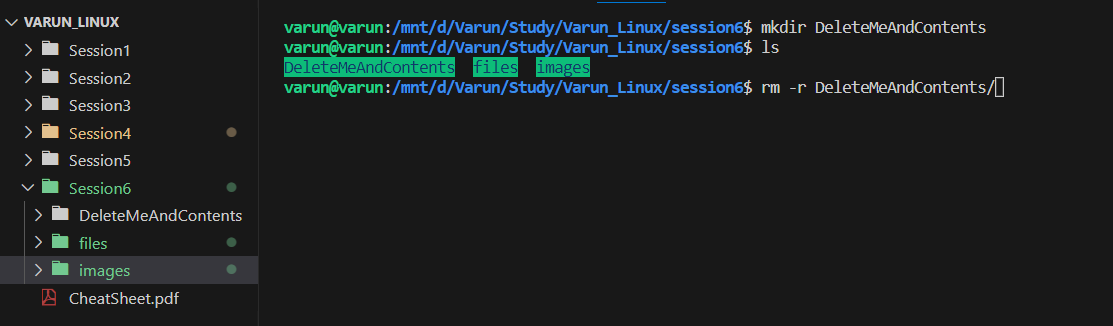 VARUN_LINUX
Session1
Session2
Session3
Session4
Session5
Session6
DeleteMeAndContents
files
images
CheatSheet.pdf
varun@varun:/mnt/d/Varun/Study/Varun_Linux/session6$ mkdir DeleteMeAndContents
varun@varun:/mnt/d/Varun/Study/Varun_Linux/session6$ ls
DeleteMeAndContents files images
varun@varun:/mnt/d/Varun/Study/Varun_Linux/session6$ rm -r DeleteMeAndContents/